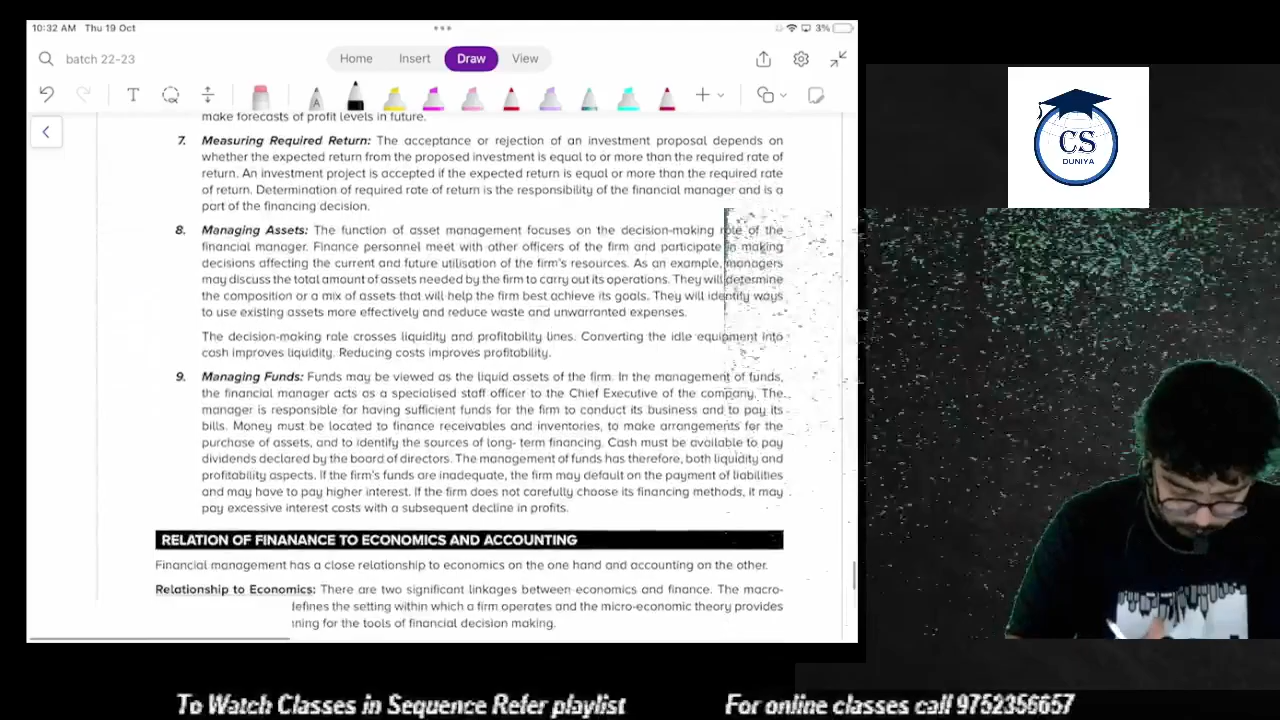 10:32 AM Thu 19 Oct
3%
batch 22-23
Home Insert Draw View
make forecasts of profit levels in future.
7. Measuring Required Return: The acceptance or rejection of an investment proposal depends on
whether the expected return from the proposed investment is equal to or more than the required rate of
return. An investment project is accepted if the expected return is equal or more than the required rate
of return. Determination of required rate of return is the responsibility of the financial manager and is a
part of the financing decision.
8. Managing Assets: The function of asset management focuses on the decision-making role of the
financial manager. Finance personnel meet with other officers of the firm and participate in making
decisions affecting the current and future utilisation of the firm's resources. As an example, managers
may discuss the total amount of assets needed by the firm to carry out its operations. They will determine
the composition or a mix of assets that will help the firm best achieve its goals. They will identify ways
to use existing assets more effectively and reduce waste and unwarranted expenses.
The decision-making role crosses liquidity and profitability lines. Converting the idle equipment into
cash improves liquidity. Reducing costs improves profitability.
9. Managing Funds: Funds may be viewed as the liquid assets of the firm. In the management of funds,
the financial manager acts as a specialised staff officer to the Chief Executive of the company. The
manager is responsible for having sufficient funds for the firm to conduct its business and to pay its
bills. Money must be located to finance receivables and inventories, to make arrangements for the
purchase of assets, and to identify the sources of long- term financing. Cash must be available to pay
dividends declared by the board of directors. The management of funds has therefore, both liquidity and
profitability aspects. If the firm's funds are inadequate, the firm may default on the payment of liabilities
and may have to pay higher interest. If the firm does not carefully choose its financing methods, it may
pay excessive interest costs with a subsequent decline in profits.
RELATION OF FINANANCE TO ECONOMICS AND ACCOUNTING
Financial management has a close relationship to economics on the one hand and accounting on the other.
Relationship to Economics: There are two significant linkages between economics and finance. The macro-
efines the setting within which a firm operates and the micro-economic theory provides
ning for the tools of financial decision making.
CS
DUNIYA
To Watch Classes in Sequence Refer playlist
For online classes call 9752356657